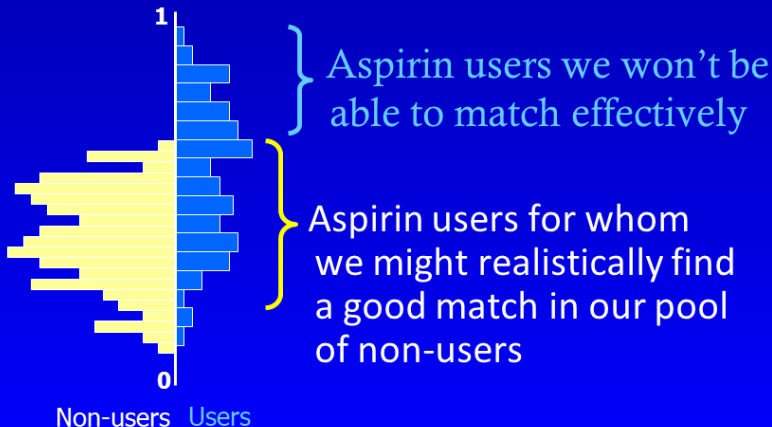 1
Aspirin users we won’t be
able to match effectively
Aspirin users for whom
we might realistically find
a good match in our pool
of non-users
0
Non-users Users